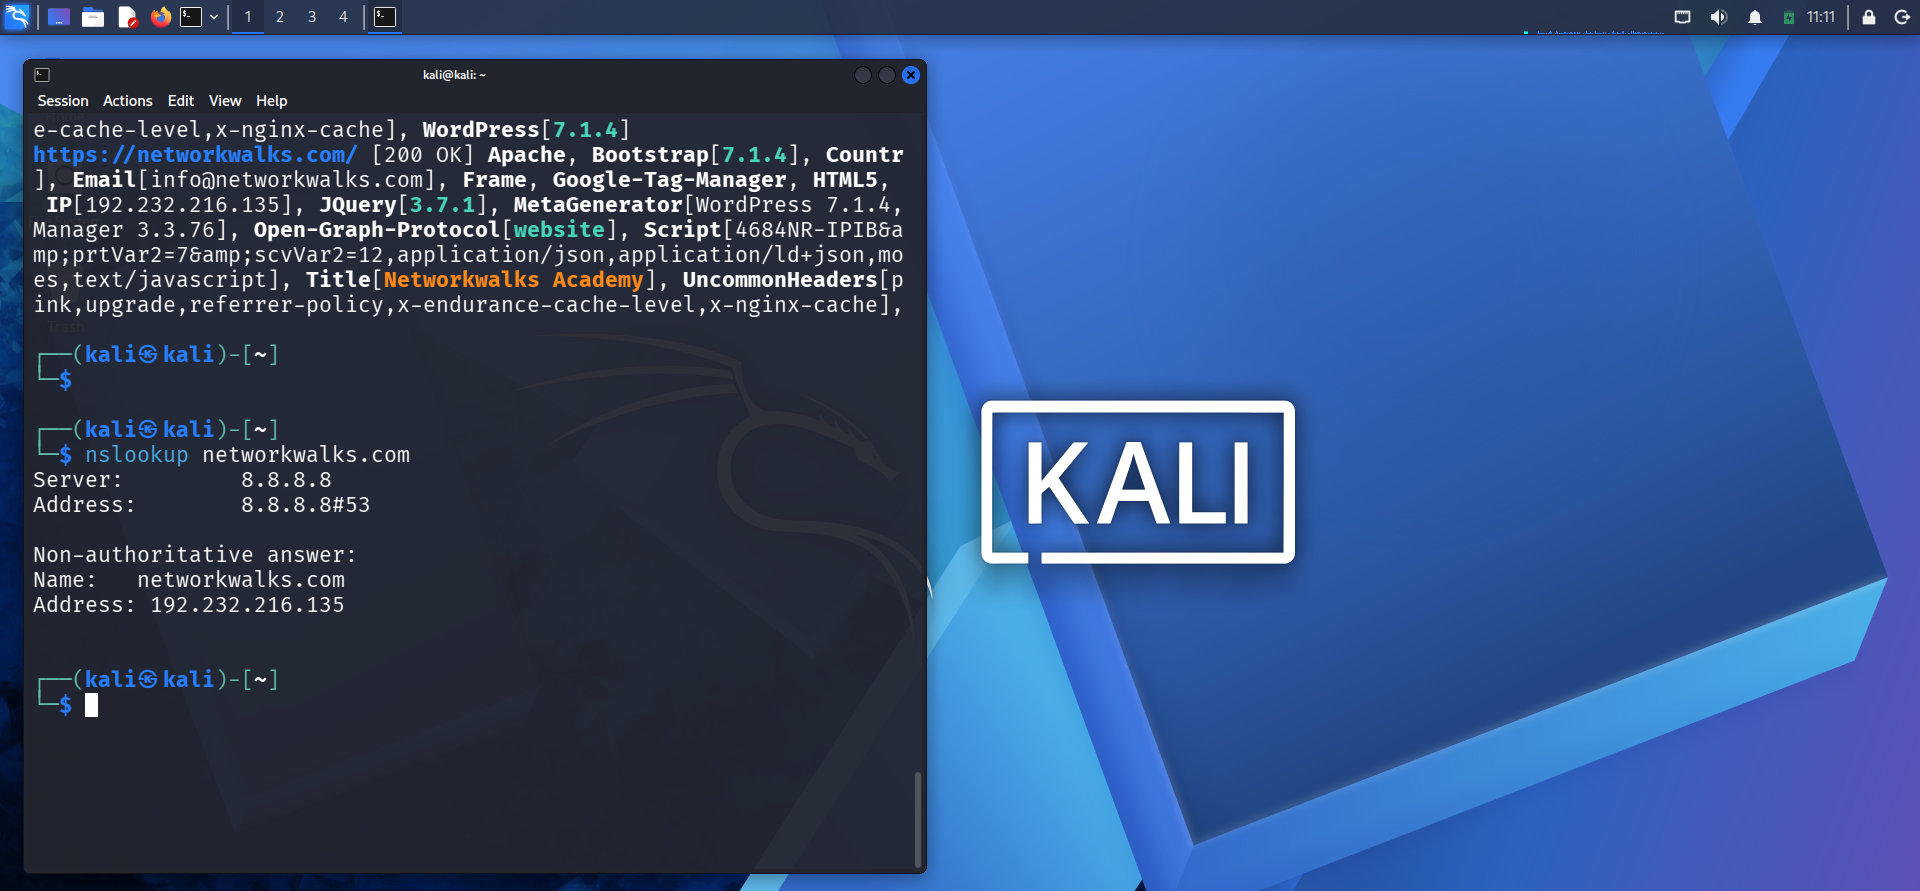 1 2 3 4
11:11
kali@kali: ~
Session Actions Edit View Help
e-cache-level,x-nginx-cache], WordPress[7.1.4]
https://networkwalks.com/ [200 OK] Apache, Bootstrap[7.1.4], Countr
], Email[info@networkwalks.com], Frame, Google-Tag-Manager, HTML5,
IP[192.232.216.135], JQuery[3.7.1], MetaGenerator[WordPress 7.1.4,
Manager 3.3.76], Open-Graph-Protocol[website], Script[4684NR-IPIB&a
mp;prtVar2=7&amp;scvVar2=12,application/json,application/ld+json,mo
es,text/javascript], Title[Networkwalks Academy], UncommonHeaders[p
ink,upgrade,referrer-policy,x-endurance-cache-level,x-nginx-cache],
Trash
┌──(kali㉿kali)-[~]
└─$
┌──(kali㉿kali)-[~]
└─$ nslookup networkwalks.com
Server: 8.8.8.8
Address: 8.8.8.8#53
Non-authoritative answer:
Name: networkwalks.com
Address: 192.232.216.135
┌──(kali㉿kali)-[~]
└─$
KALI